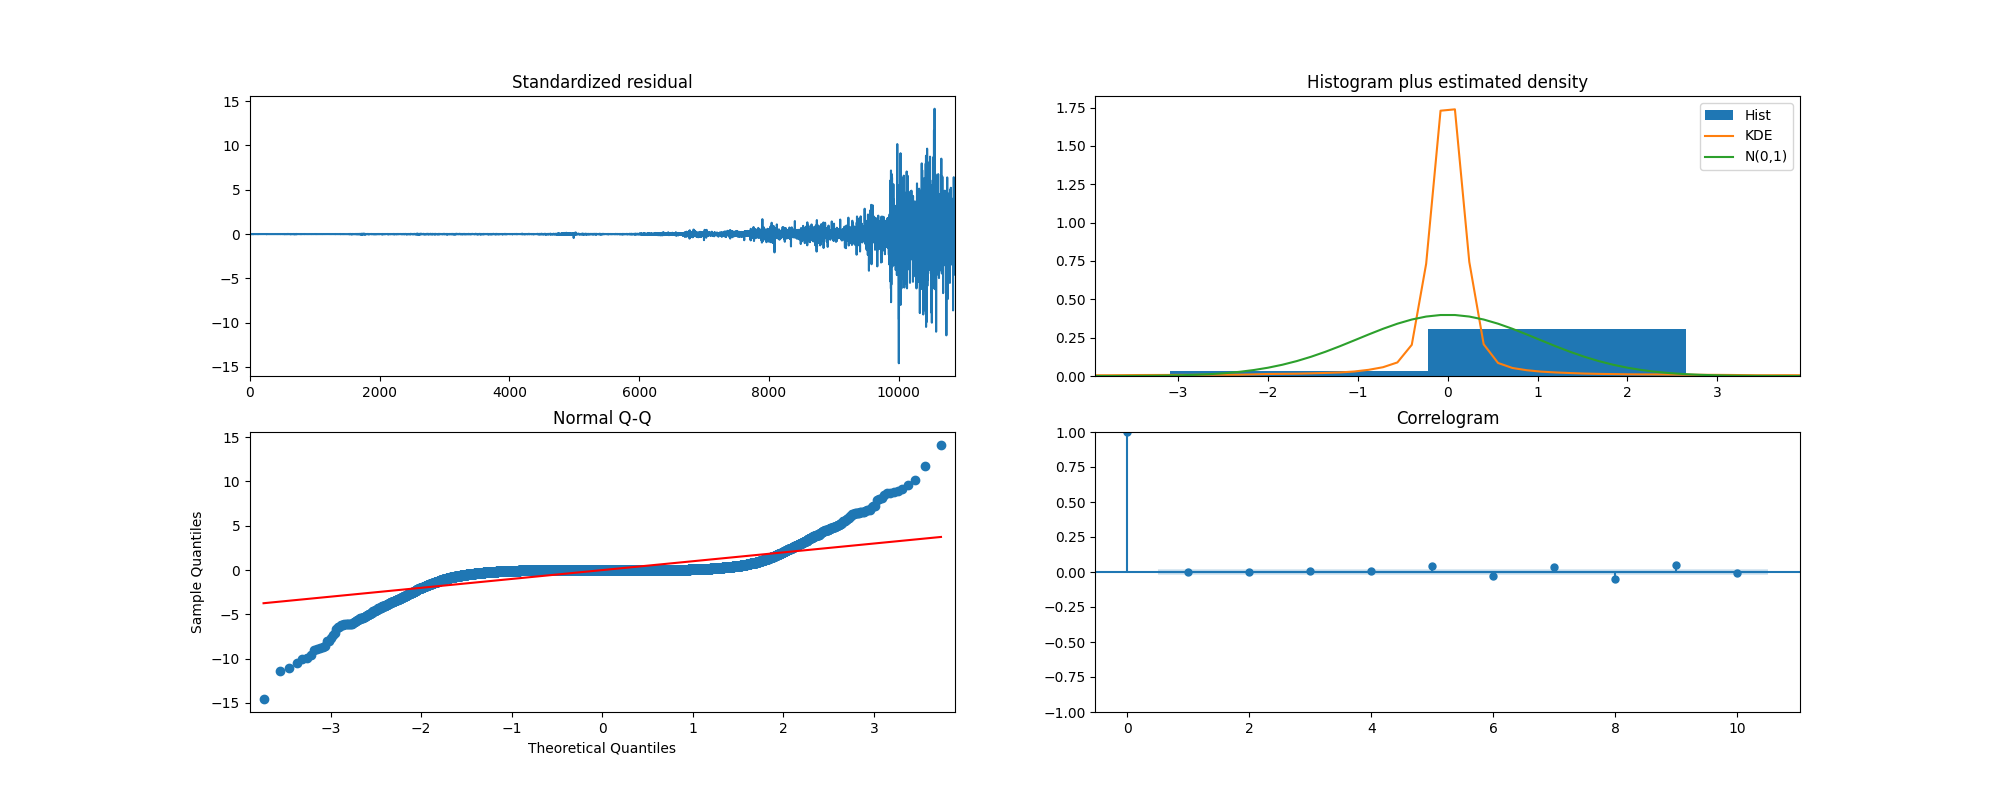 Standardized residual
15
10
5
0
−5
−10
−15
0 2000 4000 6000 8000 10000
Histogram plus estimated density
1.75
1.50
1.25
1.00
0.75
0.50
0.25
0.00
−3 −2 −1 0 1 2 3
Hist
KDE
N(0,1)
Normal Q-Q
Sample Quantiles
15
10
5
0
−5
−10
−15
−3 −2 −1 0 1 2 3
Theoretical Quantiles
Correlogram
1.00
0.75
0.50
0.25
0.00
−0.25
−0.50
−0.75
−1.00
0 2 4 6 8 10